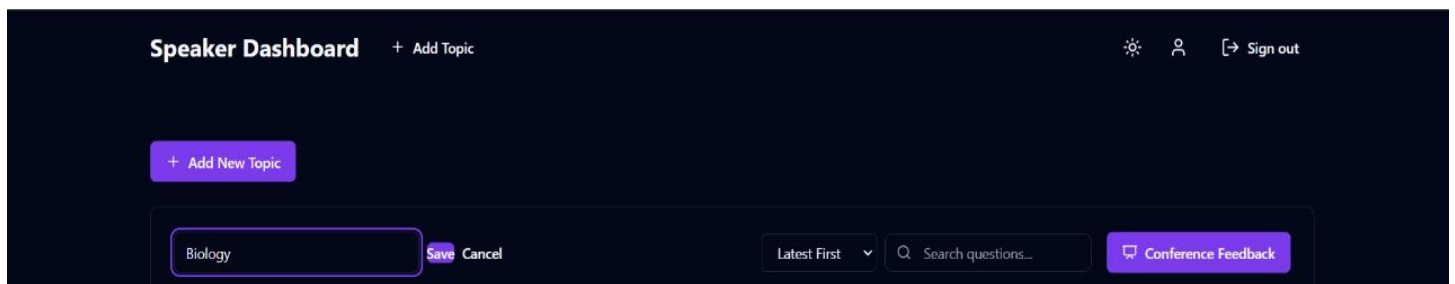 Speaker Dashboard + Add Topic Sign out
+ Add New Topic
Biology Save Cancel Latest First Search questions... Conference Feedback